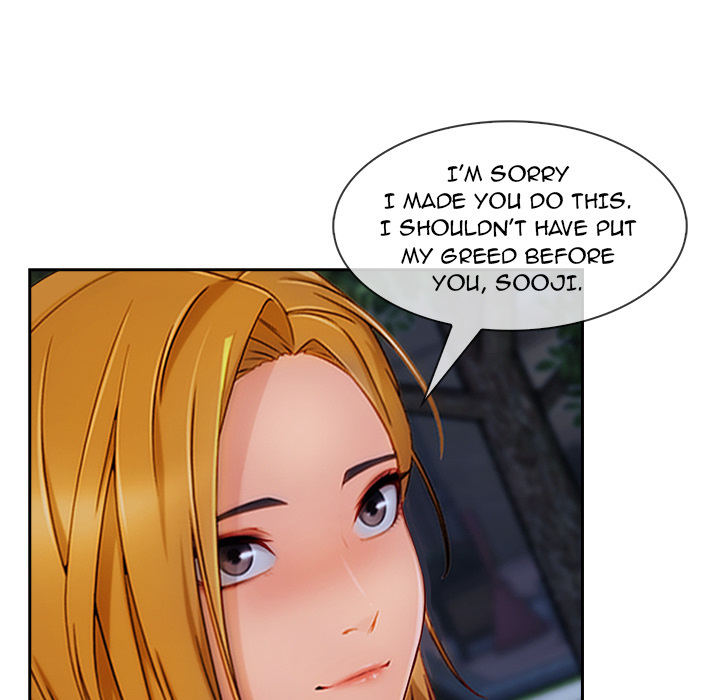 I'M SORRY
I MADE YOU DO THIS.
I SHOULDN'T HAVE PUT
MY GREED BEFORE
YOU, SOOJI.